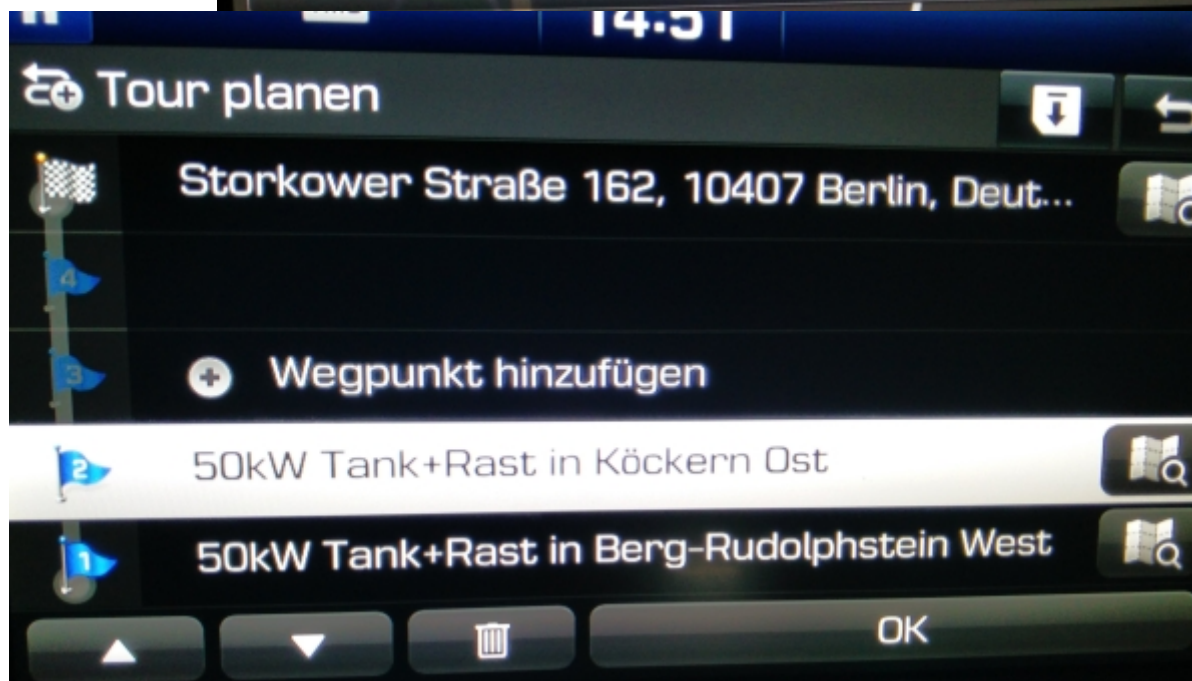 14:51
Tour planen
Storkower Straße 162, 10407 Berlin, Deut...
4
3
Wegpunkt hinzufügen
2
50kW Tank+Rast in Köckern Ost
1
50kW Tank+Rast in Berg-Rudolphstein West
OK